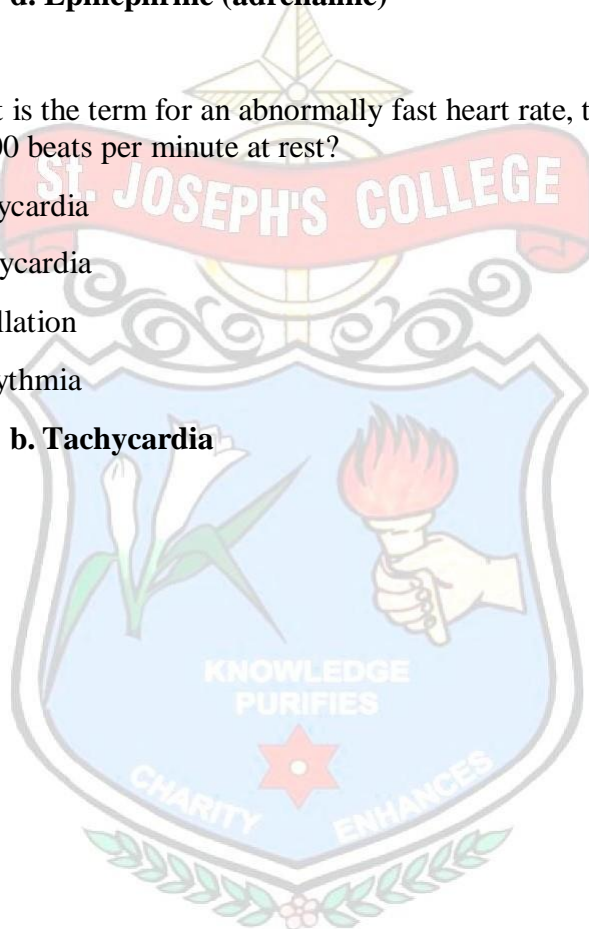 d. Epinephrine (adrenaline)
t is the term for an abnormally fast heart rate, t
00 beats per minute at rest?
ST. JOSEPH'S COLLEGE
ycardia
ycardia
llation
ythmia
b. Tachycardia
KNOWLEDGE
PURIFIES
CHARITY ENHANCES